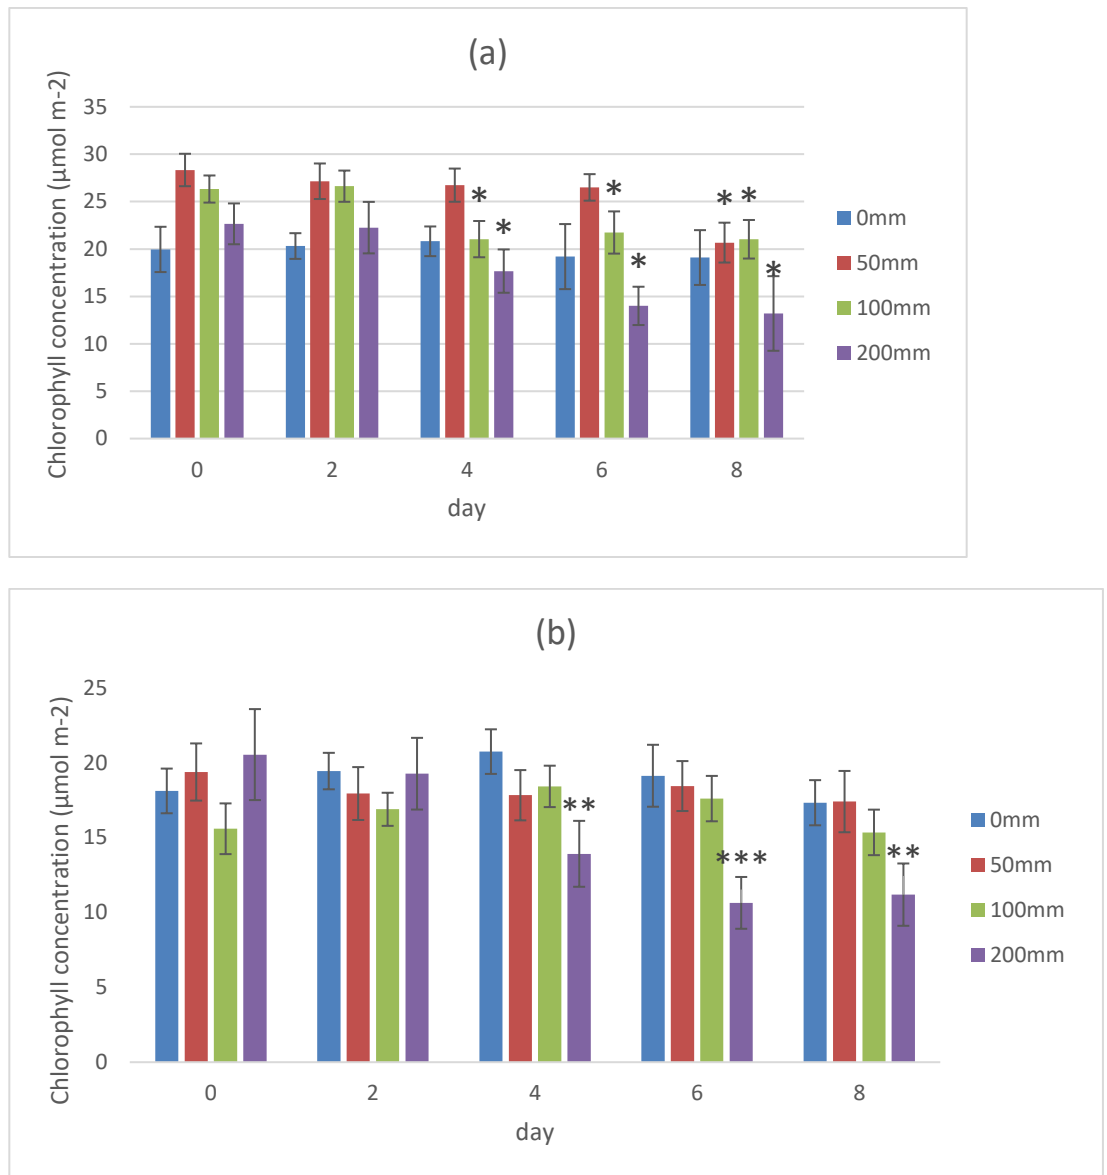 (a)
Chlorophyll concentration (µmol m-2)
35
30
25
20
15
10
5
0
* * * * * * *
0 2 4 6 8
day
0mm
50mm
100mm
200mm
(b)
Chlorophyll concentration (µmol m-2)
25
20
15
10
5
0
** *** **
0 2 4 6 8
day
0mm
50mm
100mm
200mm